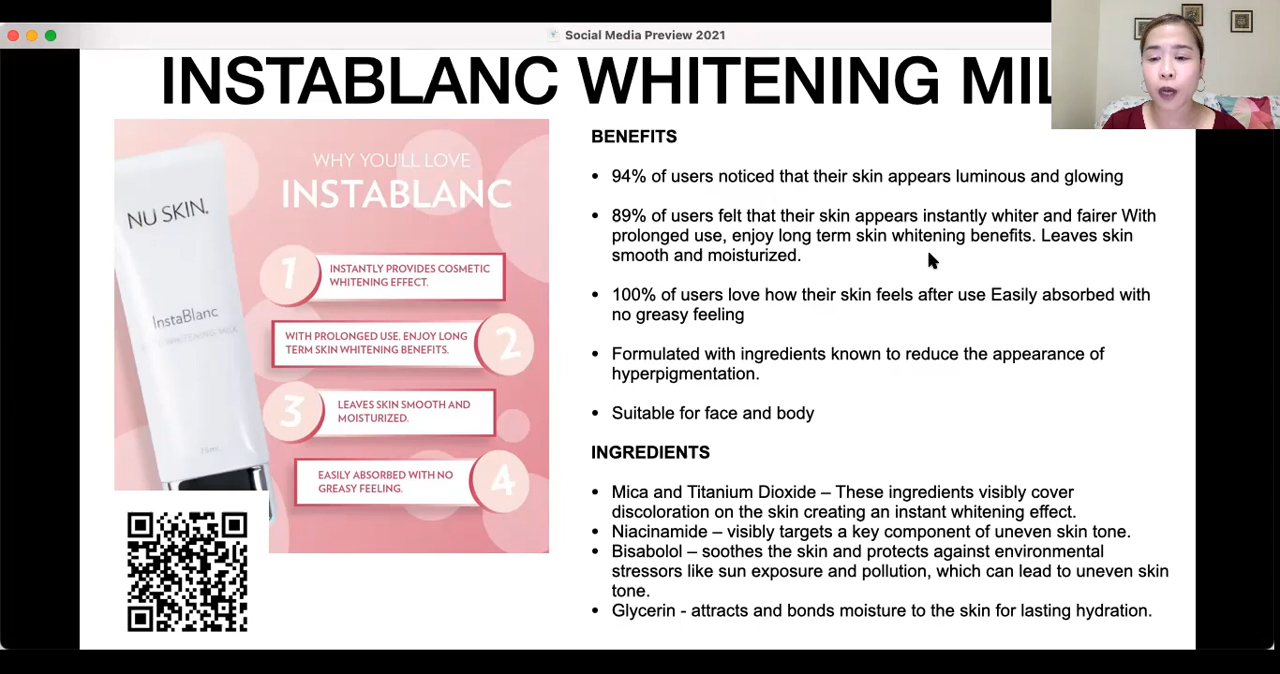 Social Media Preview 2021
INSTABLANC WHITENING MIL
WHY YOU'LL LOVE
INSTABLANC
NU SKIN.
InstaBlanc
WHITENING MILK
75ml
1
INSTANTLY PROVIDES COSMETIC
WHITENING EFFECT.
WITH PROLONGED USE, ENJOY LONG
TERM SKIN WHITENING BENEFITS.
2
3
LEAVES SKIN SMOOTH AND
MOISTURIZED.
EASILY ABSORBED WITH NO
GREASY FEELING.
4
BENEFITS
• 94% of users noticed that their skin appears luminous and glowing
• 89% of users felt that their skin appears instantly whiter and fairer With
prolonged use, enjoy long term skin whitening benefits. Leaves skin
smooth and moisturized.
• 100% of users love how their skin feels after use Easily absorbed with
no greasy feeling
• Formulated with ingredients known to reduce the appearance of
hyperpigmentation.
• Suitable for face and body
INGREDIENTS
• Mica and Titanium Dioxide – These ingredients visibly cover
discoloration on the skin creating an instant whitening effect.
• Niacinamide – visibly targets a key component of uneven skin tone.
• Bisabolol – soothes the skin and protects against environmental
stressors like sun exposure and pollution, which can lead to uneven skin
tone.
• Glycerin - attracts and bonds moisture to the skin for lasting hydration.